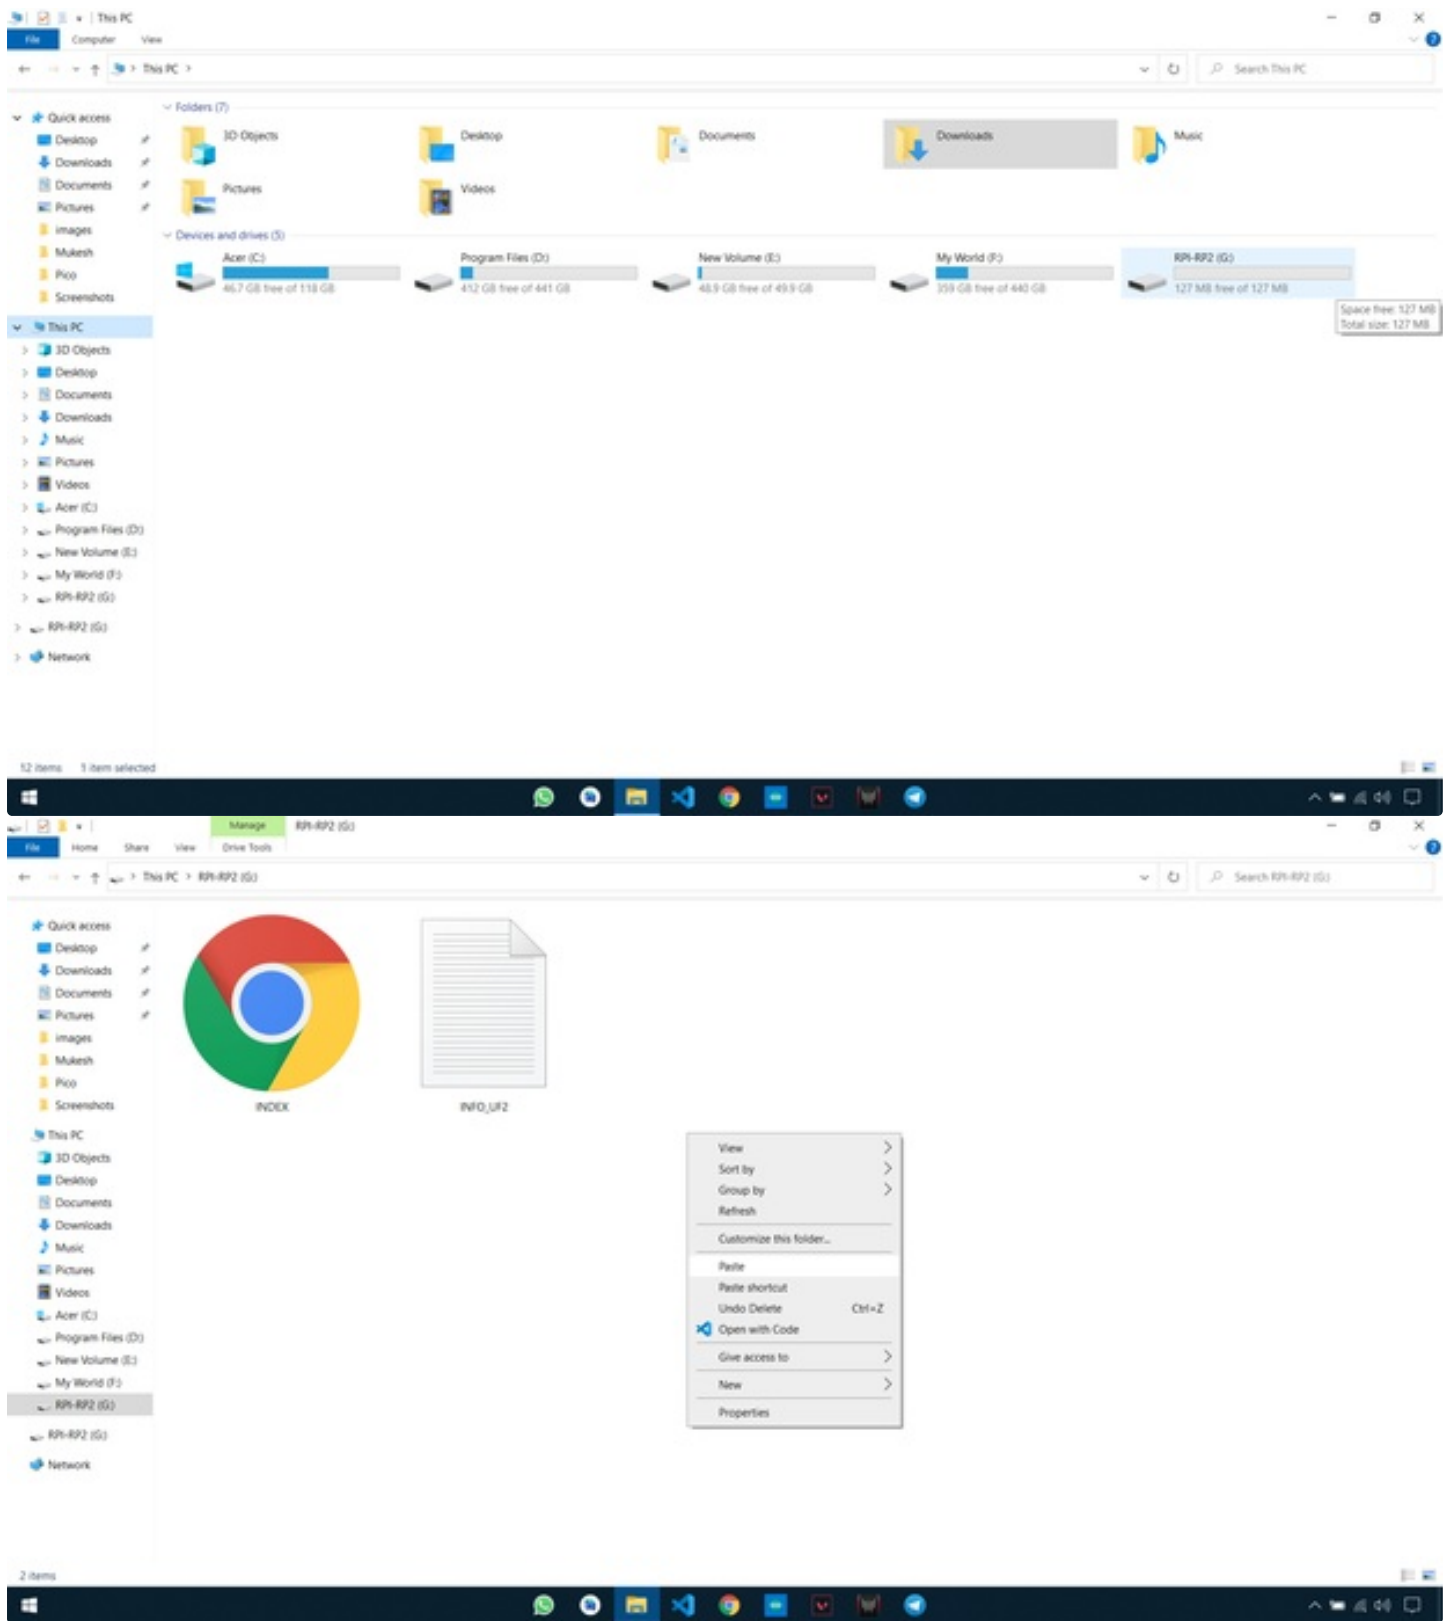 This PC
File Computer View
This PC
Search This PC
Quick access
Desktop
Downloads
Documents
Pictures
images
Mukesh
Pico
Screenshots
This PC
3D Objects
Desktop
Documents
Downloads
Music
Pictures
Videos
Acer (C:)
Program Files (D:)
New Volume (E:)
My World (F:)
RPI-RP2 (G:)
RPI-RP2 (G:)
Network
Folders (7)
3D Objects
Desktop
Documents
Downloads
Music
Pictures
Videos
Devices and drives (5)
Acer (C:)
46.7 GB free of 118 GB
Program Files (D:)
412 GB free of 441 GB
New Volume (E:)
48.9 GB free of 49.9 GB
My World (F:)
359 GB free of 440 GB
RPI-RP2 (G:)
127 MB free of 127 MB
Space free: 127 MB
Total size: 127 MB
12 items 1 item selected
Manage RPI-RP2 (G:)
File Home Share View Drive Tools
This PC RPI-RP2 (G:)
Search RPI-RP2 (G:)
Quick access
Desktop
Downloads
Documents
Pictures
images
Mukesh
Pico
Screenshots
This PC
3D Objects
Desktop
Documents
Downloads
Music
Pictures
Videos
Acer (C:)
Program Files (D:)
New Volume (E:)
My World (F:)
RPI-RP2 (G:)
RPI-RP2 (G:)
Network
INDEX
INFO_UF2
View
Sort by
Group by
Refresh
Customize this folder...
Paste
Paste shortcut
Undo Delete Ctrl+Z
Open with Code
Give access to
New
Properties
2 items